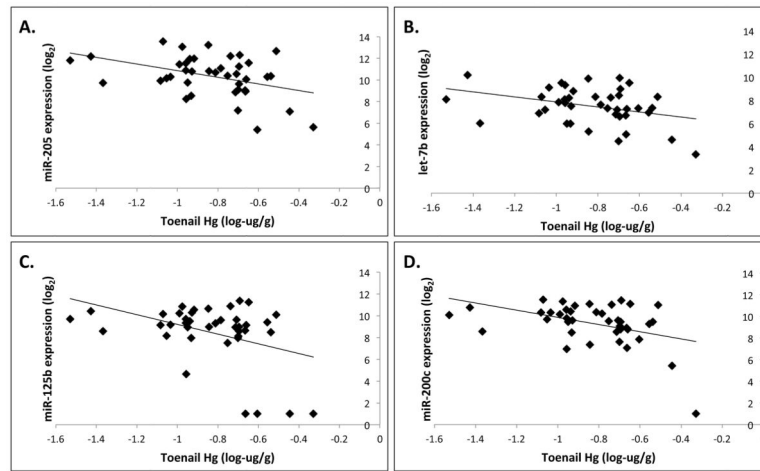 A.
miR-205 expression (log2)
14
12
10
8
6
4
2
0
-1.6 -1.4 -1.2 -1 -0.8 -0.6 -0.4 -0.2 0
Toenail Hg (log-ug/g)
B.
let-7b expression (log2)
14
12
10
8
6
4
2
0
-1.6 -1.4 -1.2 -1 -0.8 -0.6 -0.4 -0.2
Toenail Hg (log-ug/g)
C.
miR-125b expression (log2)
14
12
10
8
6
4
2
0
-1.6 -1.4 -1.2 -1 -0.8 -0.6 -0.4 -0.2 0
Toenail Hg (log-ug/g)
D.
miR-200c expression (log2)
14
12
10
8
6
4
2
0
-1.6 -1.4 -1.2 -1 -0.8 -0.6 -0.4 -0.2
Toenail Hg (log-ug/g)